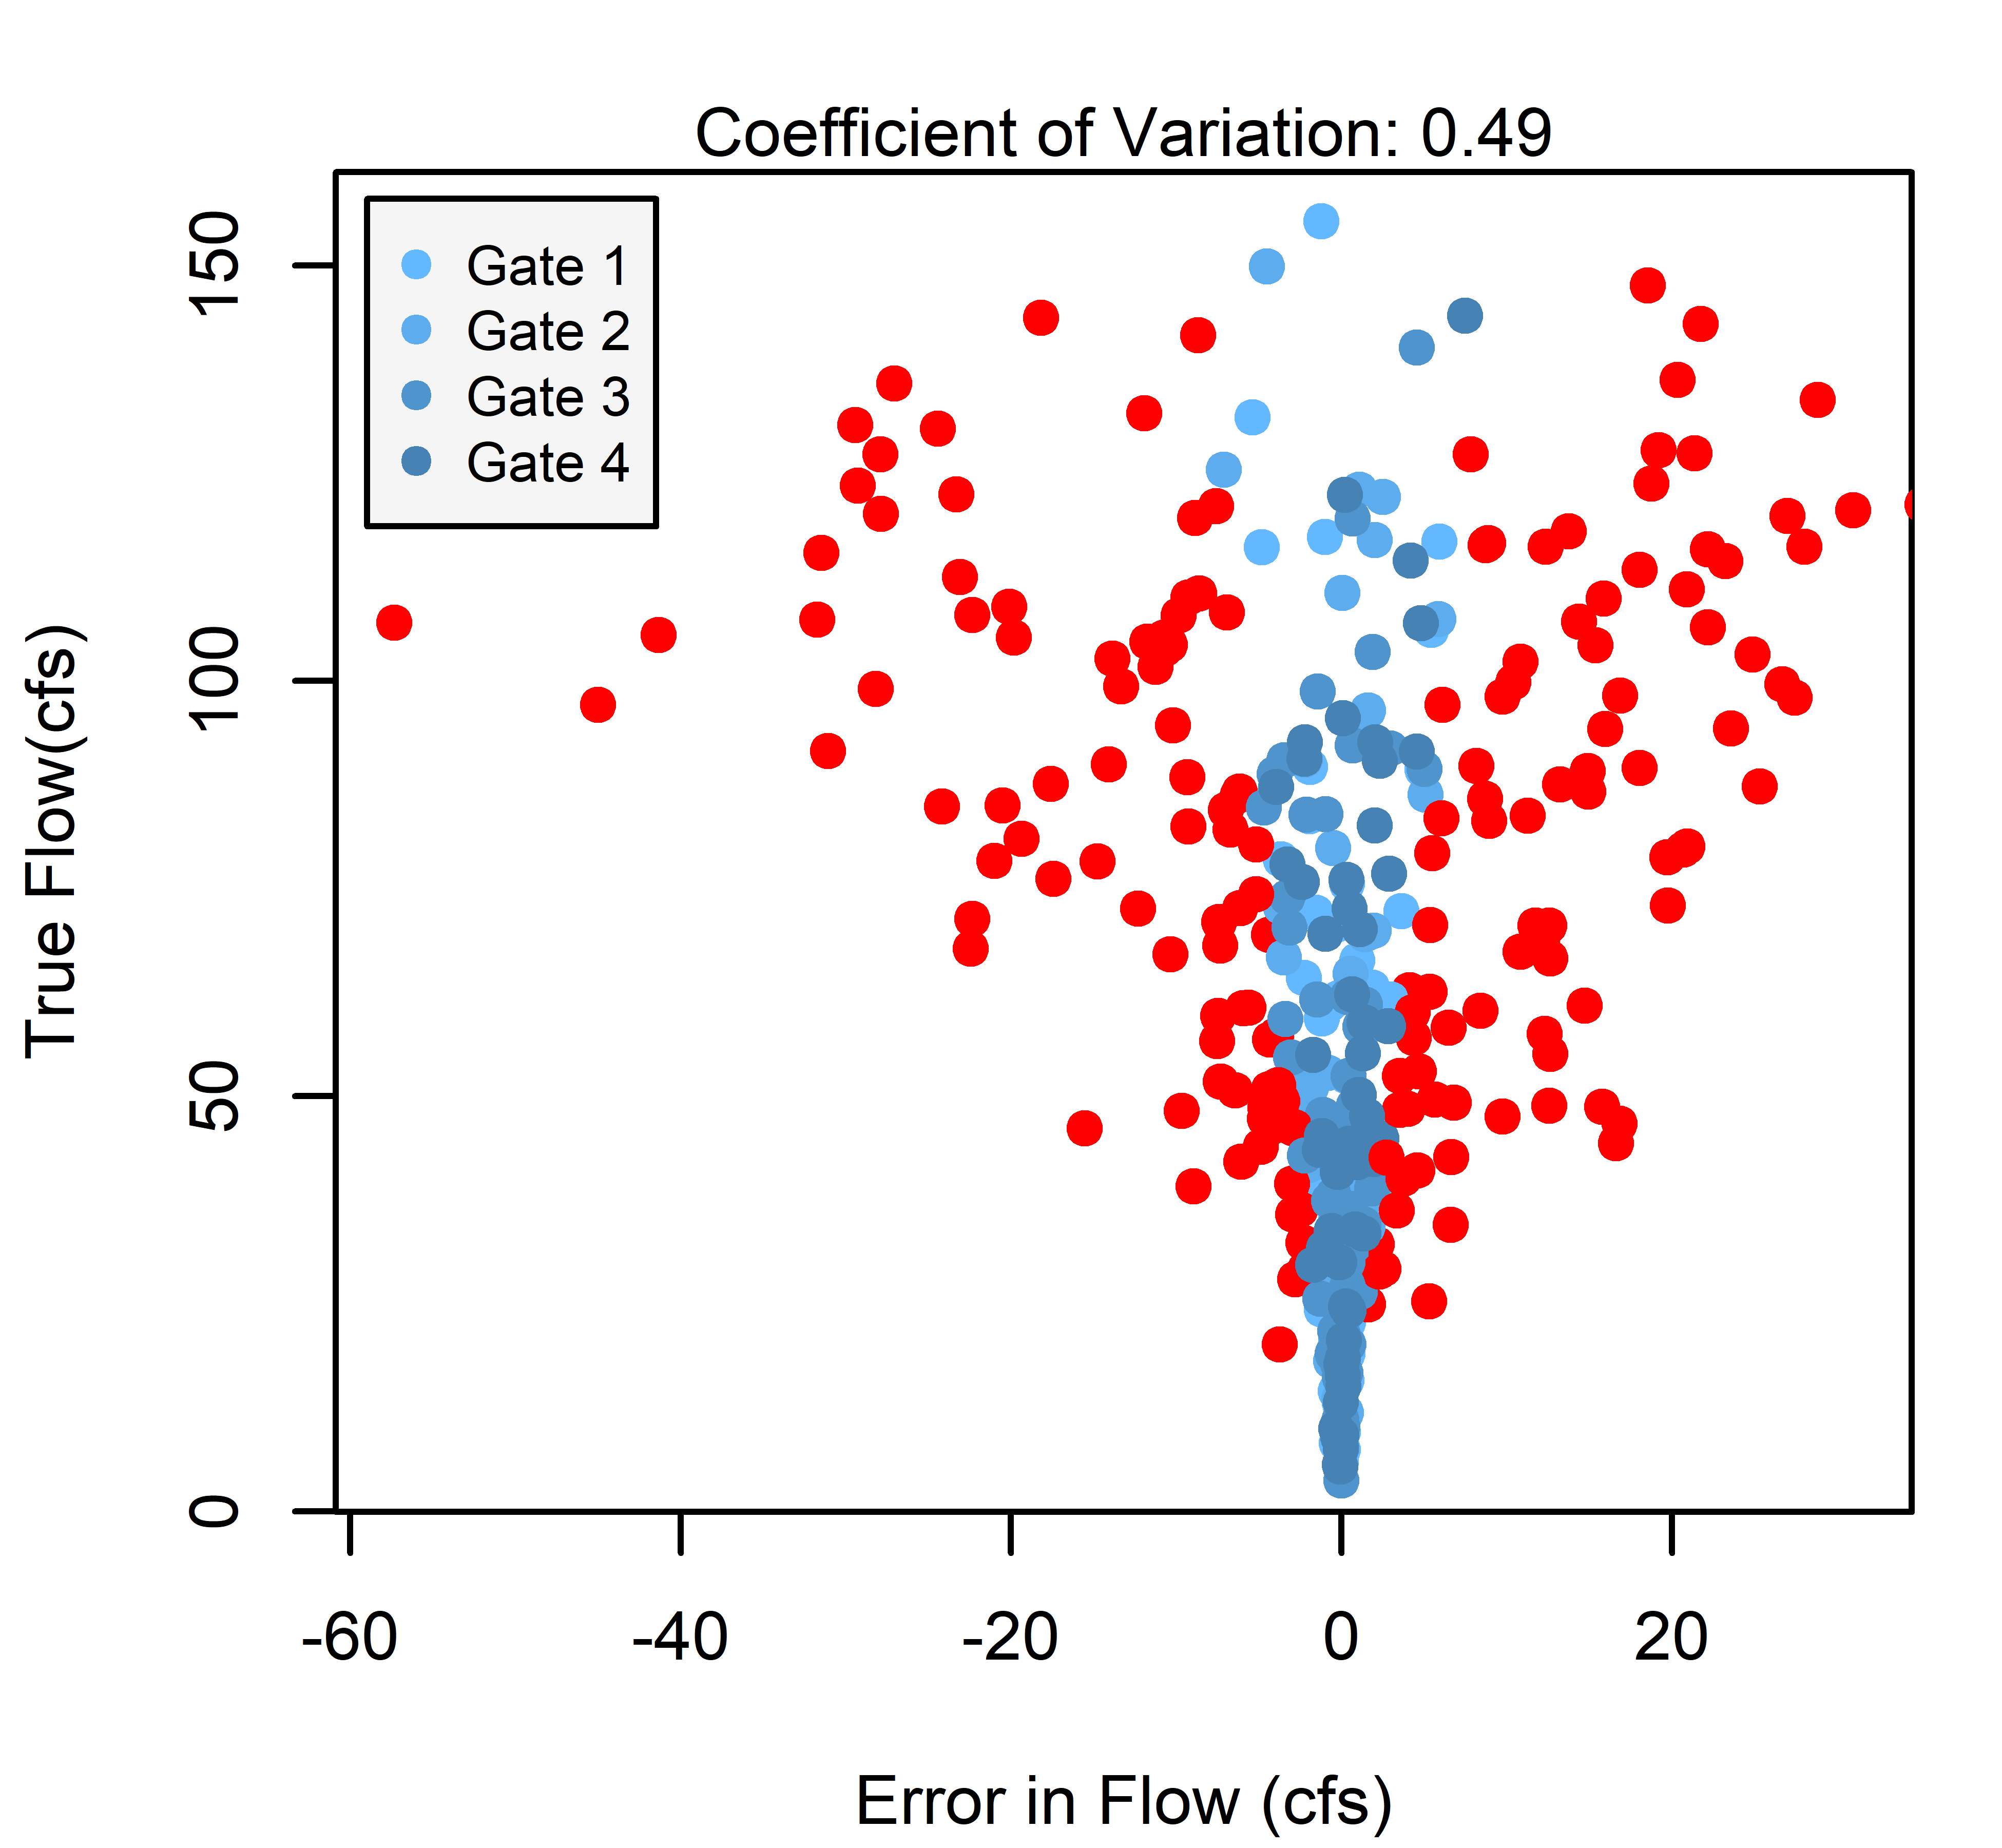 Coefficient of Variation: 0.49
Gate 1
Gate 2
Gate 3
Gate 4
True Flow(cfs)
150
100
50
0
-60 -40 -20 0 20
Error in Flow (cfs)